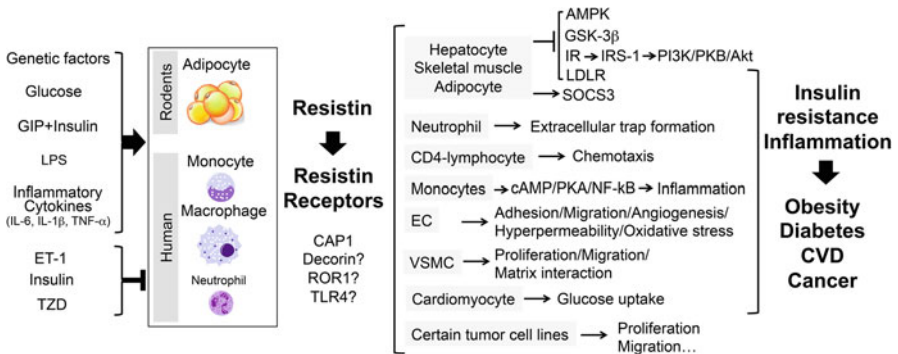 Genetic factors
Glucose
GIP+Insulin
LPS
Inflammatory
Cytokines
(IL-6, IL-1β, TNF-α)
ET-1
Insulin
TZD
Rodents
Adipocyte
Human
Monocyte
Macrophage
Neutrophil
Resistin
Resistin
Receptors
CAP1
Decorin?
ROR1?
TLR4?
Hepatocyte
Skeletal muscle
Adipocyte
AMPK
GSK-3β
IR → IRS-1 → PI3K/PKB/Akt
LDLR
SOCS3
Neutrophil → Extracellular trap formation
CD4-lymphocyte → Chemotaxis
Monocytes → cAMP/PKA/NF-kB → Inflammation
EC → Adhesion/Migration/Angiogenesis/
Hyperpermeability/Oxidative stress
VSMC → Proliferation/Migration/
Matrix interaction
Cardiomyocyte → Glucose uptake
Certain tumor cell lines → Proliferation
Migration...
Insulin
resistance
Inflammation
Obesity
Diabetes
CVD
Cancer